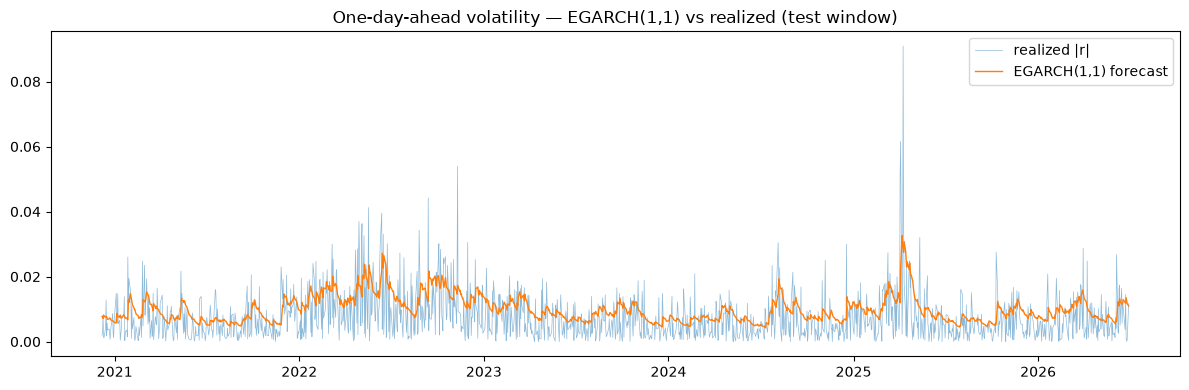 One-day-ahead volatility — EGARCH(1,1) vs realized (test window)
realized |r|
EGARCH(1,1) forecast
0.08
0.06
0.04
0.02
0.00
2021 2022 2023 2024 2025 2026